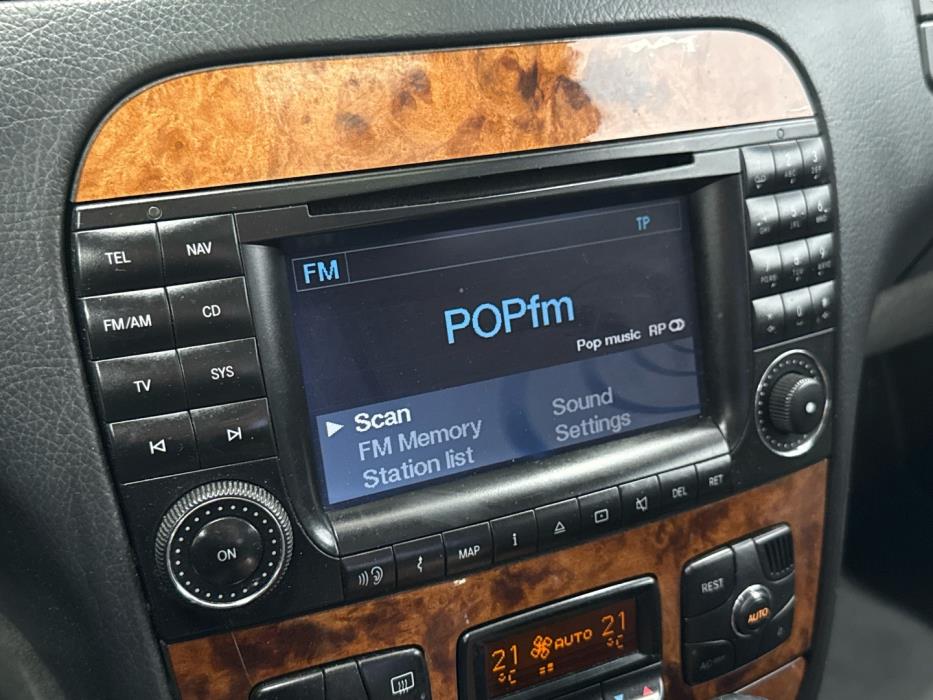 TEL
NAV
FM/AM
CD
TV
SYS
ON
TP
FM
POPfm
Pop music RP
Scan
FM Memory
Station list
Sound
Settings
MAP
i
DEL
RET
REST
AUTO
21 °C
AUTO
21 °C